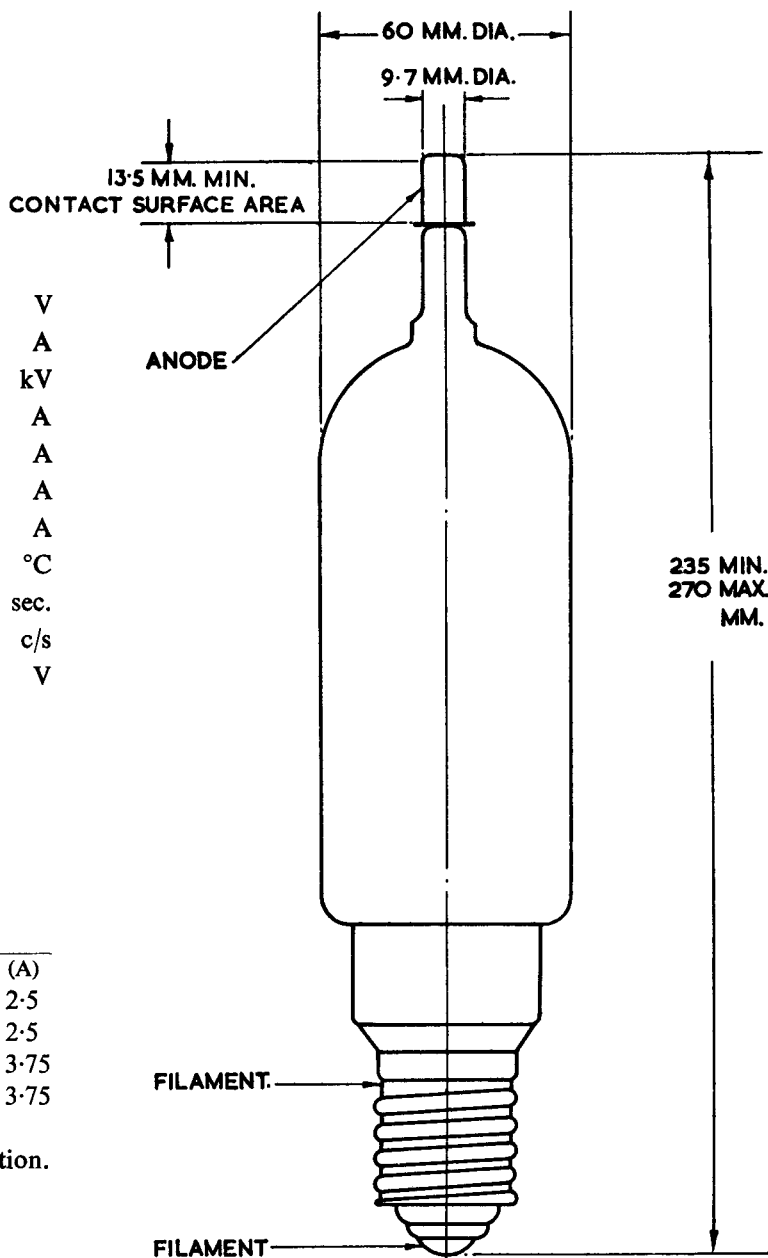 60 MM. DIA.
9·7 MM. DIA.
13·5 MM. MIN.
CONTACT SURFACE AREA
V
A
ANODE
kV
A
A
A
A
°C
sec.
c/s
V
235 MIN.
270 MAX.
MM.
(A)
2·5
2·5
3·75
3·75
FILAMENT.
tion.
FILAMENT